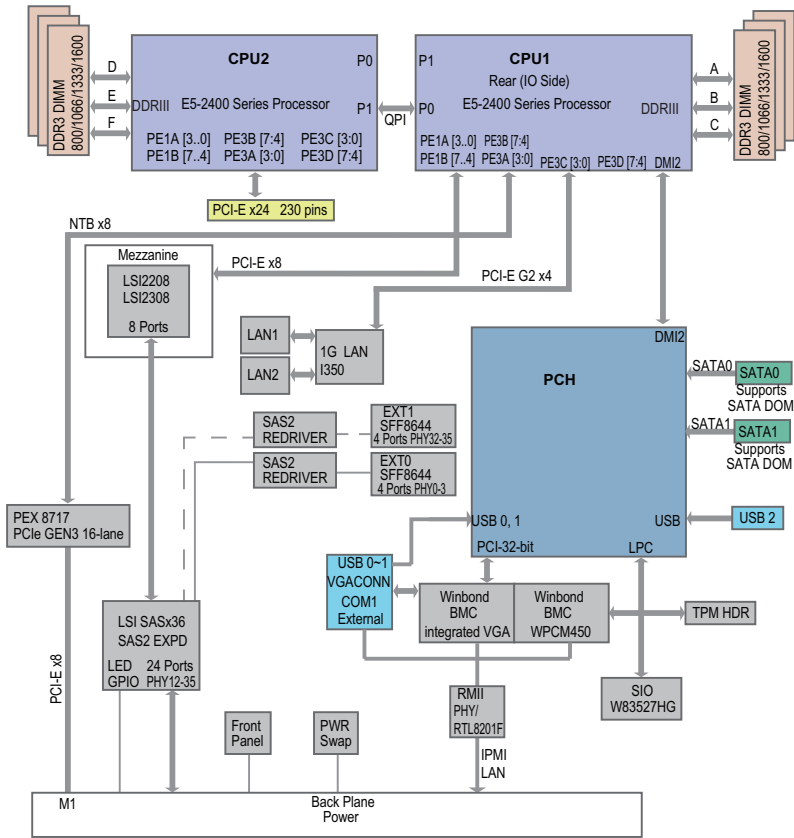 DDR3 DIMM
800/1066/1333/1600
D
E
F
CPU2
P0
DDRIII
E5-2400 Series Processor
P1
PE1A [3..0] PE3B [7:4] PE3C [3:0]
PE1B [7..4] PE3A [3:0] PE3D [7:4]
QPI
CPU1
P1
Rear (IO Side)
P0
E5-2400 Series Processor
DDRIII
PE1A [3..0] PE3B [7:4]
PE1B [7..4] PE3A [3:0] PE3C [3:0] PE3D [7:4] DMI2
A
B
C
DDR3 DIMM
800/1066/1333/1600
PCI-E x24 230 pins
NTB x8
Mezzanine
LSI2208
LSI2308
8 Ports
PCI-E x8
PCI-E G2 x4
LAN1
LAN2
1G LAN
I350
DMI2
PCH
SATA0
SATA0
Supports
SATA DOM
SATA1
SATA1
Supports
SATA DOM
SAS2
REDRIVER
EXT1
SFF8644
4 Ports PHY32-35
SAS2
REDRIVER
EXT0
SFF8644
4 Ports PHY0-3
PEX 8717
PCIe GEN3 16-lane
USB 0, 1
USB
USB 2
PCI-32-bit
LPC
USB 0~1
VGACONN
COM1
External
Winbond
BMC
integrated VGA
Winbond
BMC
WPCM450
TPM HDR
LSI SASx36
SAS2 EXPD
LED 24 Ports
GPIO PHY12-35
PCI-E x8
SIO
W83527HG
RMII
PHY/
RTL8201F
Front
Panel
PWR
Swap
IPMI
LAN
M1
Back Plane
Power